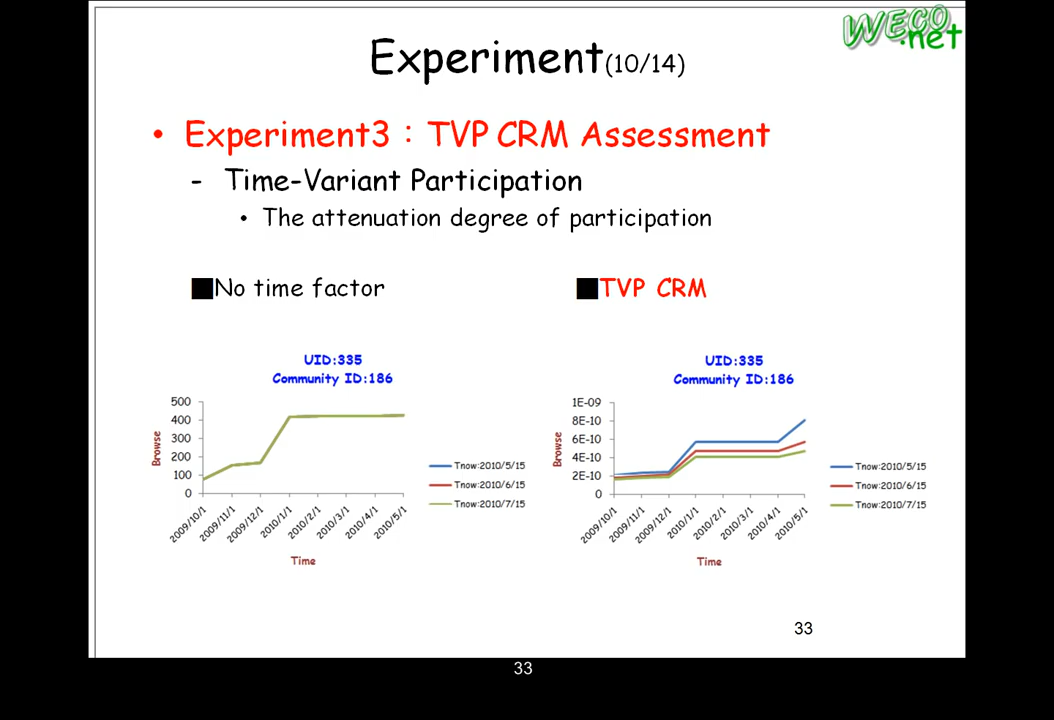 WECO.net
Experiment(10/14)
• Experiment3：TVP CRM Assessment
- Time-Variant Participation
• The attenuation degree of participation
■No time factor
■TVP CRM
UID:335
Community ID:186
500
400
300
200
100
0
Browse
2009/10/1
2009/11/1
2009/12/1
2010/1/1
2010/2/1
2010/3/1
2010/4/1
2010/5/1
Time
Tnow:2010/5/15
Tnow:2010/6/15
Tnow:2010/7/15
UID:335
Community ID:186
1E-09
8E-10
6E-10
4E-10
2E-10
0
Browse
2009/10/1
2009/11/1
2009/12/1
2010/1/1
2010/2/1
2010/3/1
2010/4/1
2010/5/1
Time
Tnow:2010/5/15
Tnow:2010/6/15
Tnow:2010/7/15
33
33